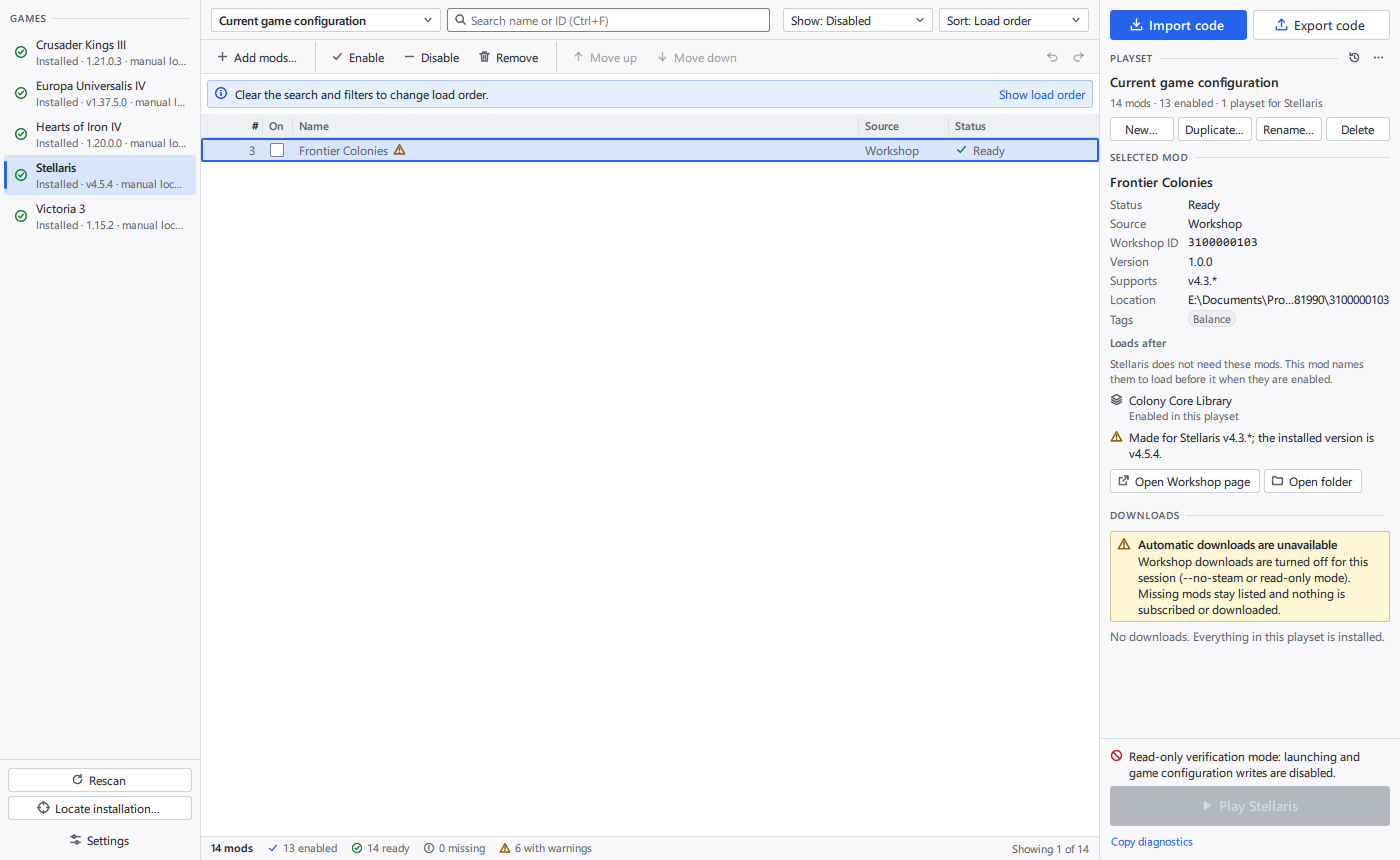 GAMES
Crusader Kings III
Installed · 1.21.0.3 · manual lo...
Europa Universalis IV
Installed · v1.37.5.0 · manual l...
Hearts of Iron IV
Installed · 1.20.0.0 · manual lo...
Stellaris
Installed · v4.5.4 · manual loc...
Victoria 3
Installed · 1.15.2 · manual loc...
Rescan
Locate installation...
Settings
Current game configuration
Search name or ID (Ctrl+F)
Show: Disabled
Sort: Load order
Add mods...
Enable
Disable
Remove
Move up
Move down
Clear the search and filters to change load order.
Show load order
# On Name Source Status
3 Frontier Colonies Workshop Ready
14 mods 13 enabled 14 ready 0 missing 6 with warnings Showing 1 of 14
Import code
Export code
PLAYSET
Current game configuration
14 mods · 13 enabled · 1 playset for Stellaris
New... Duplicate... Rename... Delete
SELECTED MOD
Frontier Colonies
Status Ready
Source Workshop
Workshop ID 3100000103
Version 1.0.0
Supports v4.3.*
Location E:\Documents\Pro...81990\3100000103
Tags Balance
Loads after
Stellaris does not need these mods. This mod names
them to load before it when they are enabled.
Colony Core Library
Enabled in this playset
Made for Stellaris v4.3.*; the installed version is
v4.5.4.
Open Workshop page
Open folder
DOWNLOADS
Automatic downloads are unavailable
Workshop downloads are turned off for this
session (--no-steam or read-only mode).
Missing mods stay listed and nothing is
subscribed or downloaded.
No downloads. Everything in this playset is installed.
Read-only verification mode: launching and
game configuration writes are disabled.
Play Stellaris
Copy diagnostics